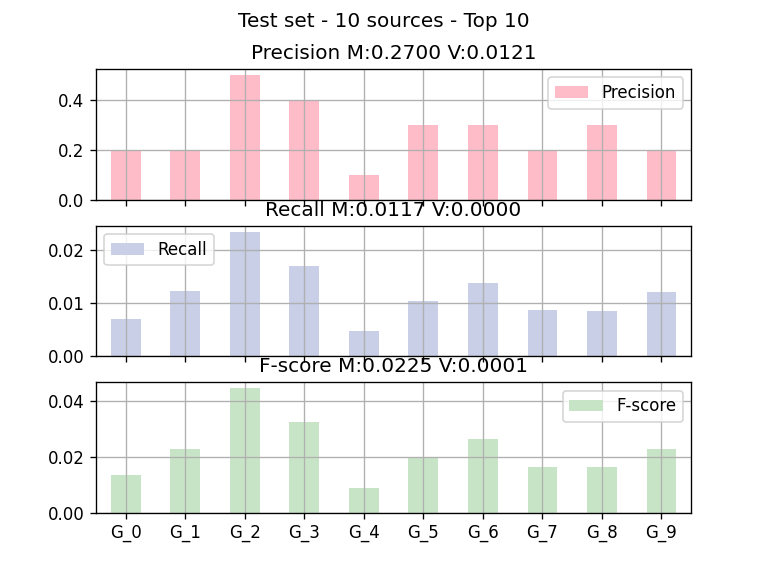 Test set - 10 sources - Top 10
Precision M:0.2700 V:0.0121
Precision
0.4
0.2
0.0
Recall M:0.0117 V:0.0000
Recall
0.02
0.01
0.00
F-score M:0.0225 V:0.0001
F-score
0.04
0.02
0.00
G_0 G_1 G_2 G_3 G_4 G_5 G_6 G_7 G_8 G_9